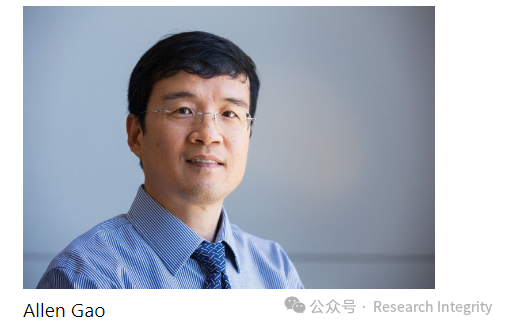 Allen Gao
公众号 · Research Integrity